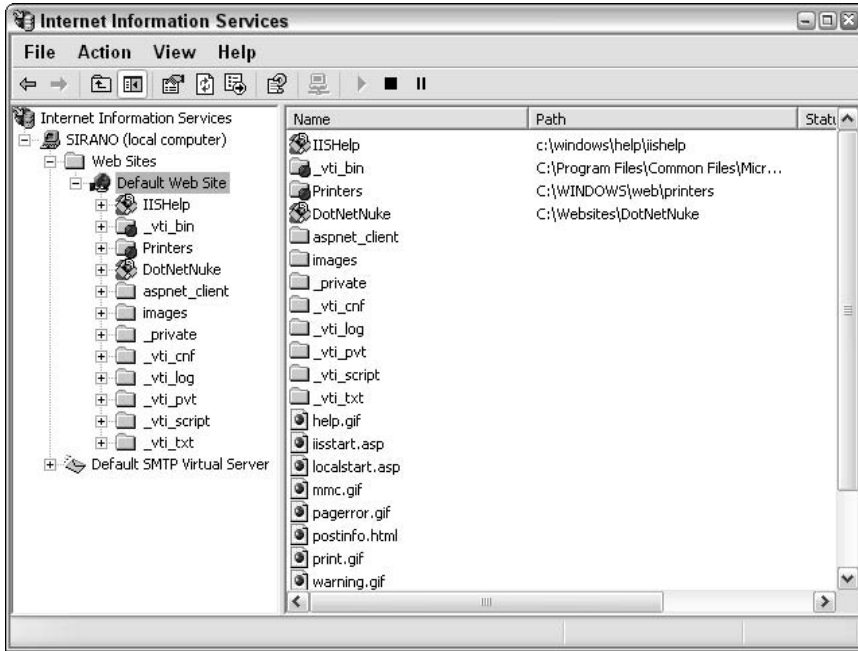 Internet Information Services
File Action View Help
Internet Information Services
SIRANO (local computer)
Web Sites
Default Web Site
IISHelp
_vti_bin
Printers
DotNetNuke
aspnet_client
images
_private
_vti_cnf
_vti_log
_vti_pvt
_vti_script
_vti_txt
Default SMTP Virtual Server
Name Path Statu
IISHelp c:\windows\help\iishelp
_vti_bin C:\Program Files\Common Files\Micr...
Printers C:\WINDOWS\web\printers
DotNetNuke C:\Websites\DotNetNuke
aspnet_client
images
_private
_vti_cnf
_vti_log
_vti_pvt
_vti_script
_vti_txt
help.gif
iisstart.asp
localstart.asp
mmc.gif
pagerror.gif
postinfo.html
print.gif
warning.gif